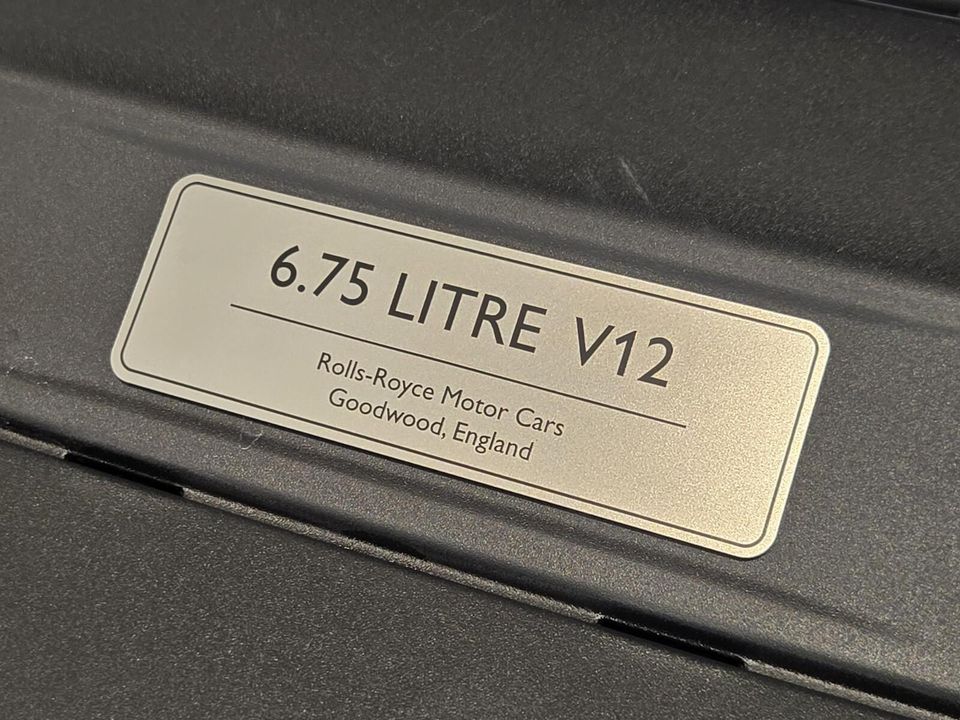 6.75 LITRE V12
Rolls-Royce Motor Cars
Goodwood, England